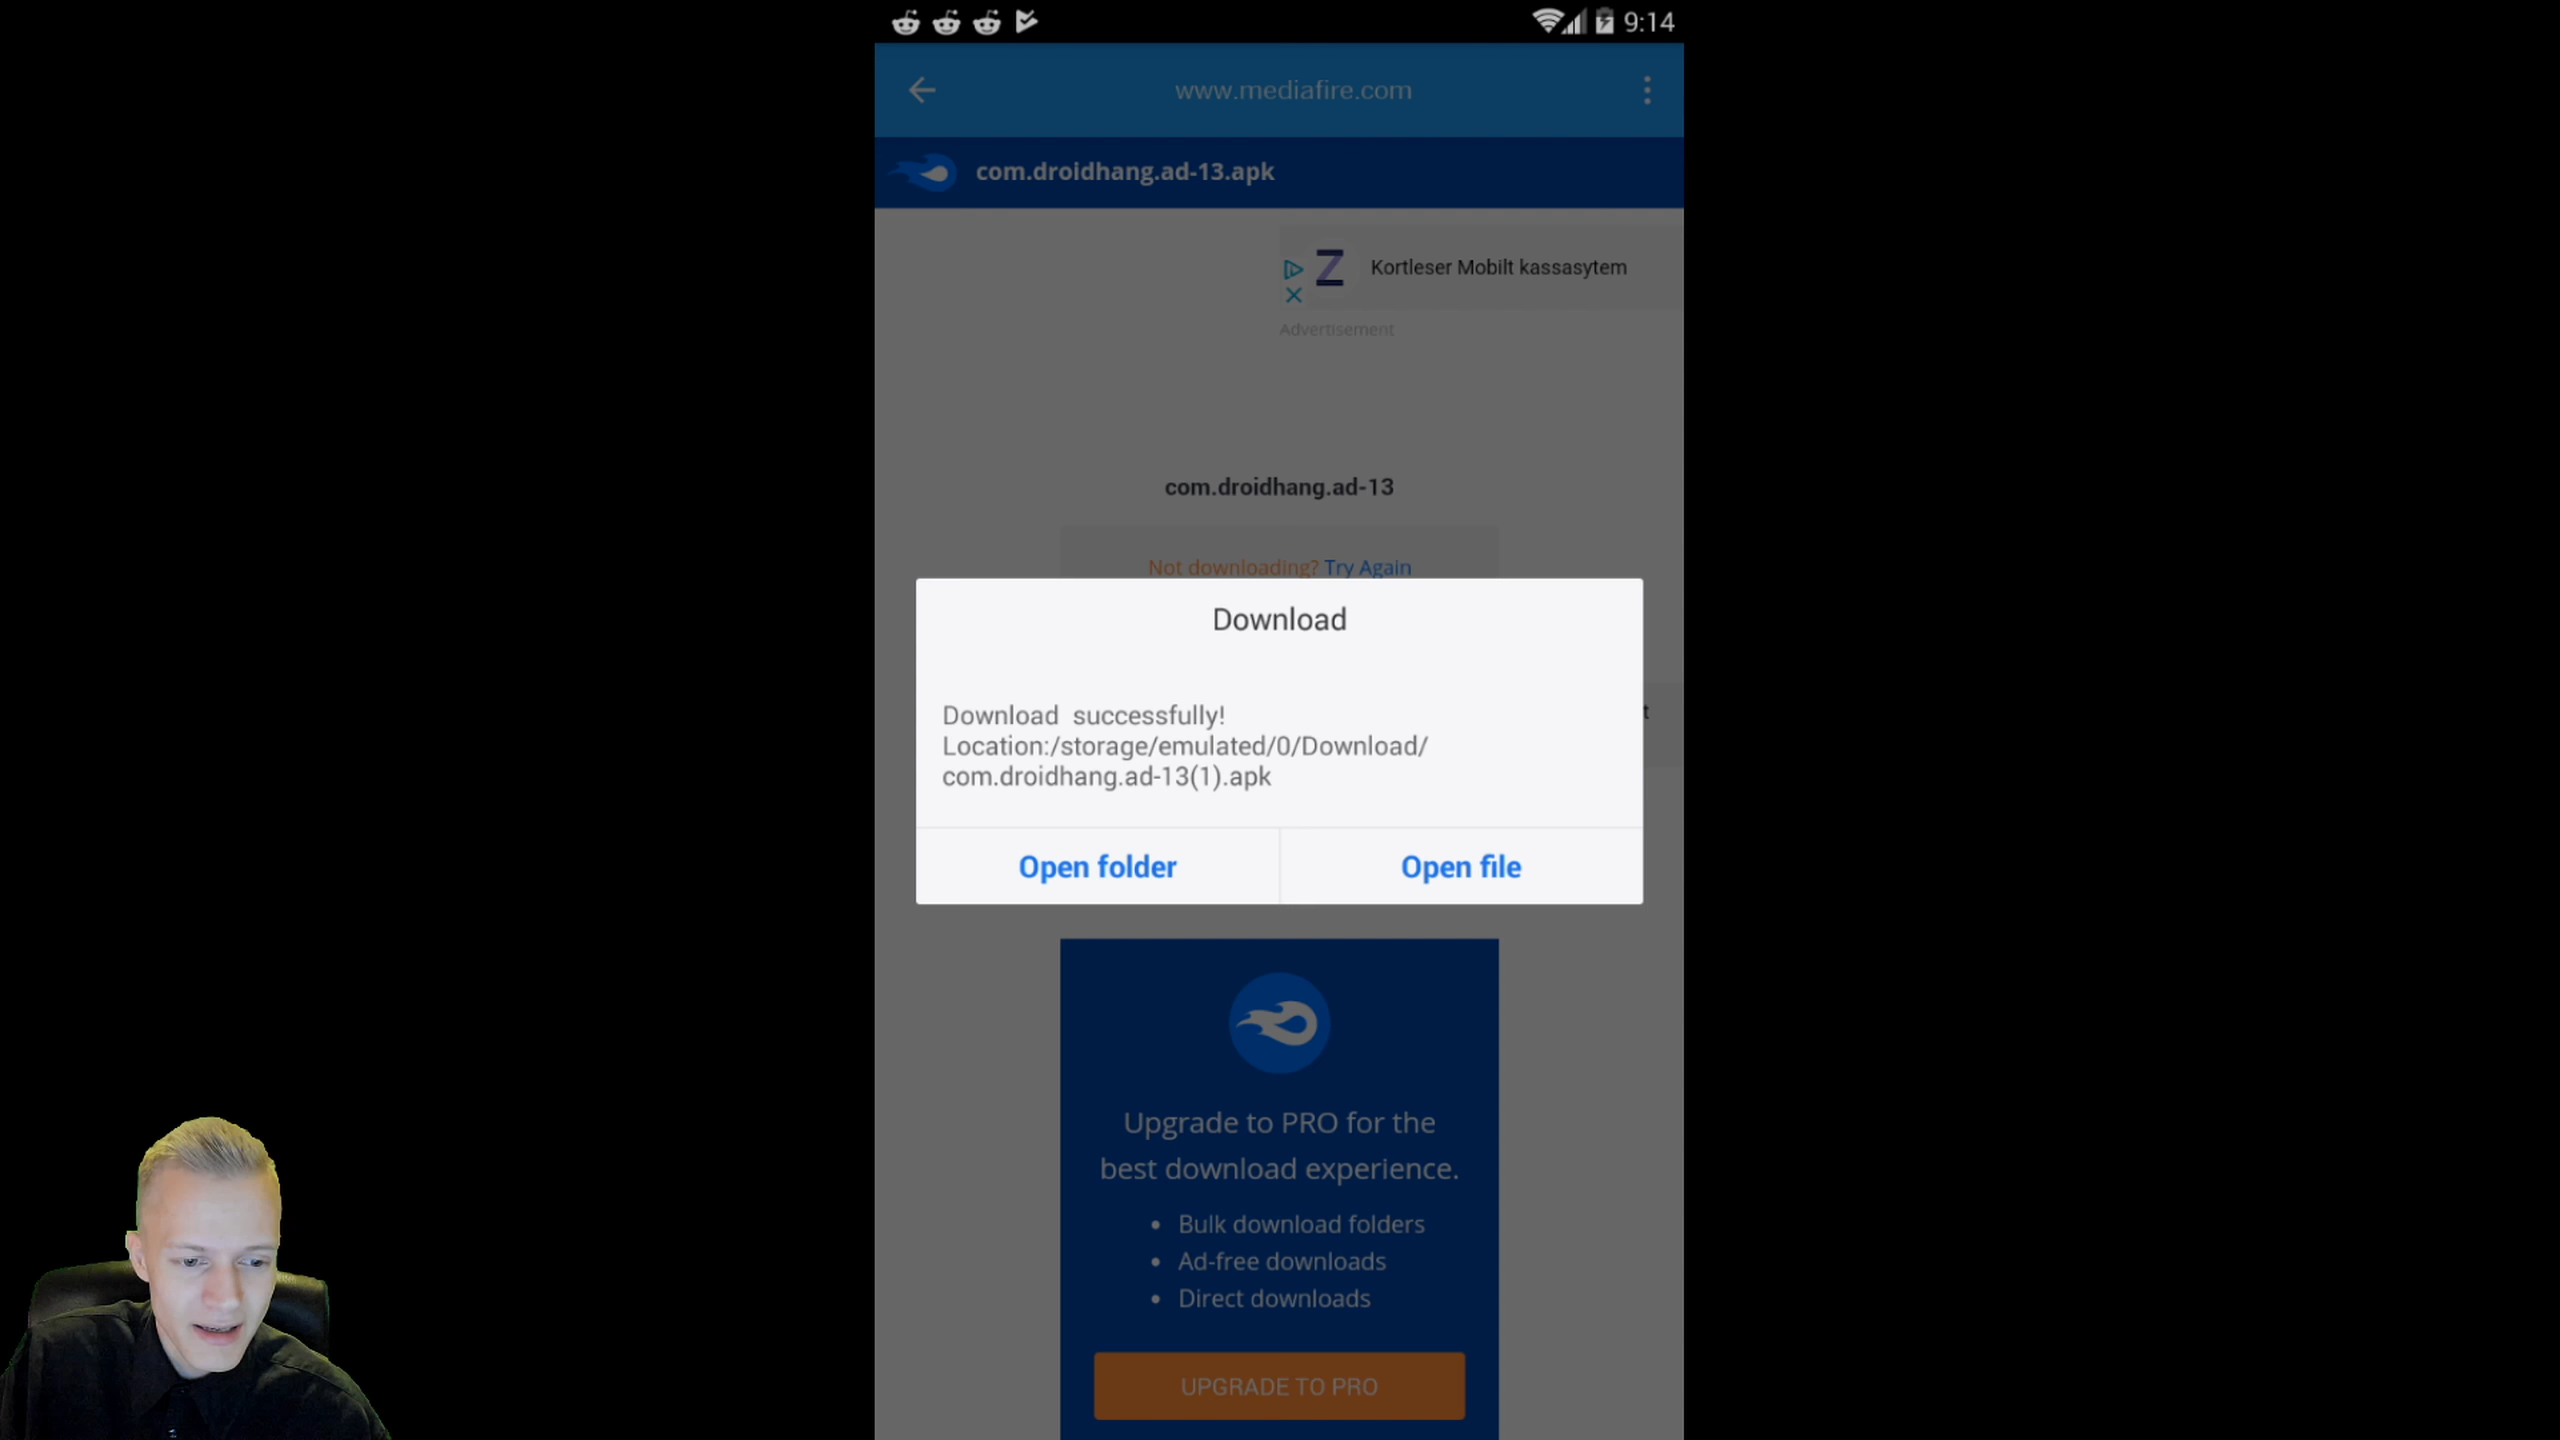 9:14
www.mediafire.com
com.droidhang.ad-13.apk
Z
Kortleser Mobilt kassasytem
Advertisement
com.droidhang.ad-13
Not downloading? Try Again
Download
Download successfully!
Location:/storage/emulated/0/Download/
com.droidhang.ad-13(1).apk
t
Open folder
Open file
Upgrade to PRO for the
best download experience.
• Bulk download folders
• Ad-free downloads
• Direct downloads
UPGRADE TO PRO